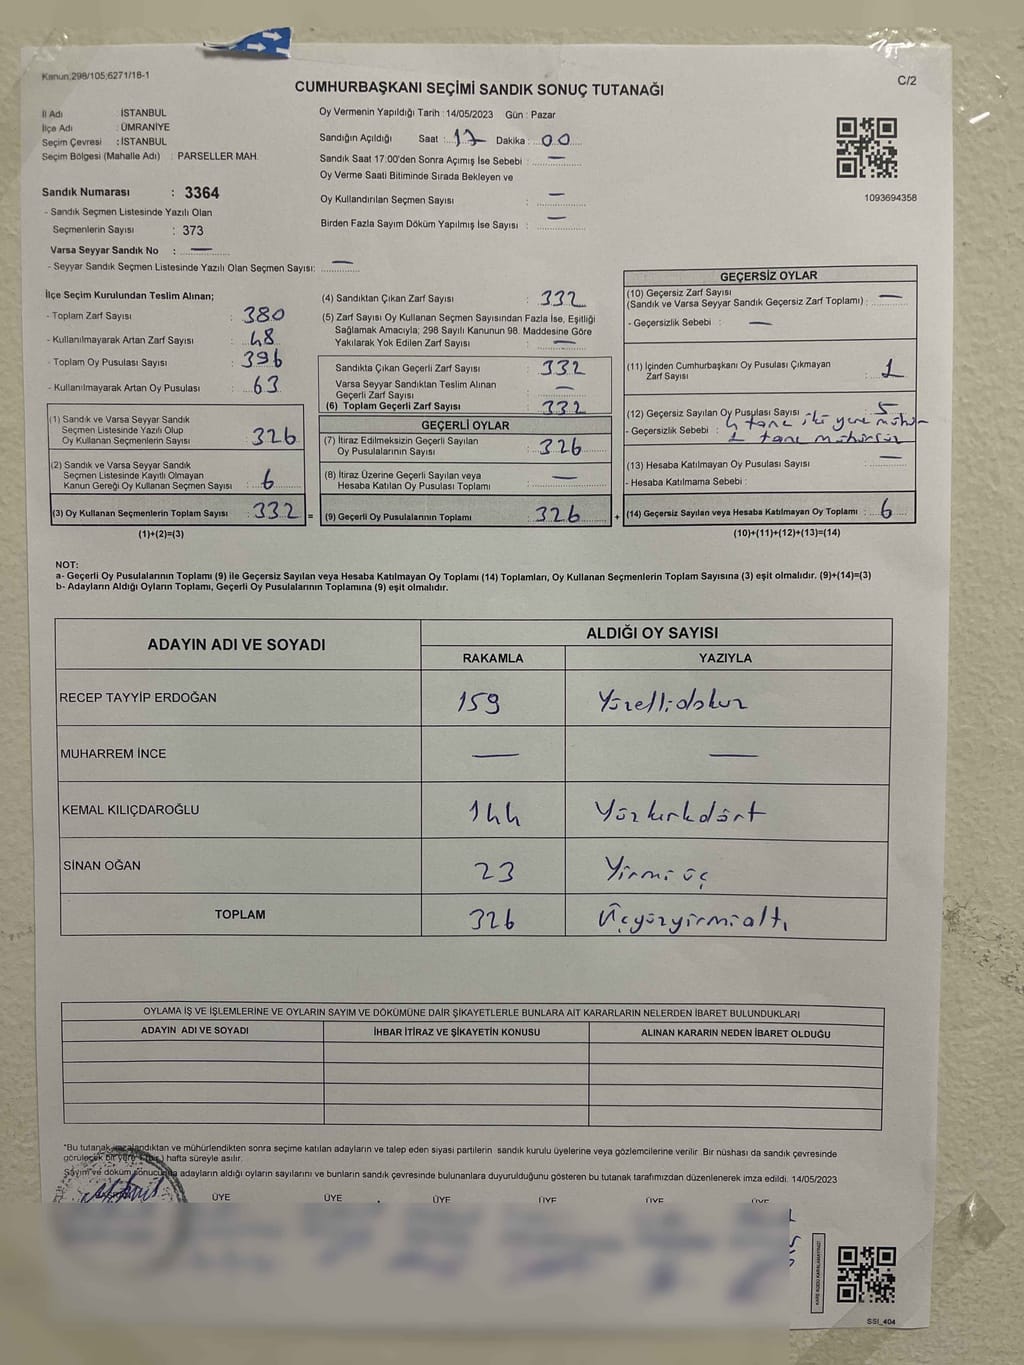 Kanun;298/105;6271/18-1
C/2
CUMHURBAŞKANI SEÇİMİ SANDIK SONUÇ TUTANAĞI
İl Adı : İSTANBUL
İlçe Adı : ÜMRANİYE
Seçim Çevresi : İSTANBUL
Seçim Bölgesi (Mahalle Adı) : PARSELLER MAH.
Sandık Numarası : 3364
- Sandık Seçmen Listesinde Yazılı Olan
Seçmenlerin Sayısı : 373
Varsa Seyyar Sandık No : —
- Seyyar Sandık Seçmen Listesinde Yazılı Olan Seçmen Sayısı: —
Oy Vermenin Yapıldığı Tarih : 14/05/2023 Gün : Pazar
Sandığın Açıldığı Saat : 17 Dakika : 00
Sandık Saat 17.00'den Sonra Açımış İse Sebebi : —
Oy Verme Saati Bitiminde Sırada Bekleyen ve
Oy Kullandırılan Seçmen Sayısı : —
Birden Fazla Sayım Döküm Yapılmış İse Sayısı : —
1093694358
İlçe Seçim Kurulundan Teslim Alınan;
- Toplam Zarf Sayısı : 380
- Kullanılmayarak Artan Zarf Sayısı : 48
- Toplam Oy Pusulası Sayısı : 396
- Kullanılmayarak Artan Oy Pusulası : 63
(1) Sandık ve Varsa Seyyar Sandık
Seçmen Listesinde Yazılı Olup
Oy Kullanan Seçmenlerin Sayısı : 326
(2) Sandık ve Varsa Seyyar Sandık
Seçmen Listesinde Kayıtlı Olmayan
Kanun Gereği Oy Kullanan Seçmen Sayısı : 6
(3) Oy Kullanan Seçmenlerin Toplam Sayısı : 332 =
(1)+(2)=(3)
(4) Sandıktan Çıkan Zarf Sayısı : 332
(5) Zarf Sayısı Oy Kullanan Seçmen Sayısından Fazla İse, Eşitliği
Sağlamak Amacıyla; 298 Sayılı Kanunun 98. Maddesine Göre
Yakılarak Yok Edilen Zarf Sayısı : —
Sandıkta Çıkan Geçerli Zarf Sayısı : 332
Varsa Seyyar Sandıktan Teslim Alınan
Geçerli Zarf Sayısı : —
(6) Toplam Geçerli Zarf Sayısı : 332
GEÇERLİ OYLAR
(7) İtiraz Edilmeksizin Geçerli Sayılan
Oy Pusulalarının Sayısı : 326
(8) İtiraz Üzerine Geçerli Sayılan veya
Hesaba Katılan Oy Pusulası Toplamı : —
(9) Geçerli Oy Pusulalarının Toplamı : 326 +
GEÇERSİZ OYLAR
(10) Geçersiz Zarf Sayısı
(Sandık ve Varsa Seyyar Sandık Geçersiz Zarf Toplamı) : —
- Geçersizlik Sebebi : —
(11) İçinden Cumhurbaşkanı Oy Pusulası Çıkmayan
Zarf Sayısı : 1
(12) Geçersiz Sayılan Oy Pusulası Sayısı : 5
- Geçersizlik Sebebi : 4 tane iki yere mühür
1 tane mühürsüz
(13) Hesaba Katılmayan Oy Pusulası Sayısı : —
- Hesaba Katılmama Sebebi :
(14) Geçersiz Sayılan veya Hesaba Katılmayan Oy Toplamı : 6
(10)+(11)+(12)+(13)=(14)
NOT:
a- Geçerli Oy Pusulalarının Toplamı (9) ile Geçersiz Sayılan veya Hesaba Katılmayan Oy Toplamı (14) Toplamları, Oy Kullanan Seçmenlerin Toplam Sayısına (3) eşit olmalıdır. (9)+(14)=(3)
b- Adayların Aldığı Oyların Toplamı, Geçerli Oy Pusulalarının Toplamına (9) eşit olmalıdır.
ADAYIN ADI VE SOYADI ALDIĞI OY SAYISI
RAKAMLA YAZIYLA
RECEP TAYYİP ERDOĞAN 159 Yüzellidokuz
MUHARREM İNCE — —
KEMAL KILIÇDAROĞLU 144 Yüzkırkdört
SİNAN OĞAN 23 Yirmiüç
TOPLAM 326 Üçyüzyirmialtı
OYLAMA İŞ VE İŞLEMLERİNE VE OYLARIN SAYIM VE DÖKÜMÜNE DAİR ŞİKAYETLERLE BUNLARA AİT KARARLARIN NELERDEN İBARET BULUNDUKLARI
ADAYIN ADI VE SOYADI İHBAR İTİRAZ VE ŞİKAYETİN KONUSU ALINAN KARARIN NEDEN İBARET OLDUĞU
*Bu tutanak imzalandıktan ve mühürlendikten sonra seçime katılan adayların ve talep eden siyasi partilerin sandık kurulu üyelerine veya gözlemcilerine verilir. Bir nüshası da sandık çevresinde
görülecek bir yere 1 (bir) hafta süreyle asılır.
Sayım ve döküm sonucunda adayların aldığı oyların sayılarını ve bunların sandık çevresinde bulunanlara duyurulduğunu gösteren bu tutanak tarafımızdan düzenlenerek imza edildi. 14/05/2023
ÜYE ÜYE ÜYE ÜYE ÜYE ÜYE
KARE KODU KARALAMAYINIZ!
SSI_404